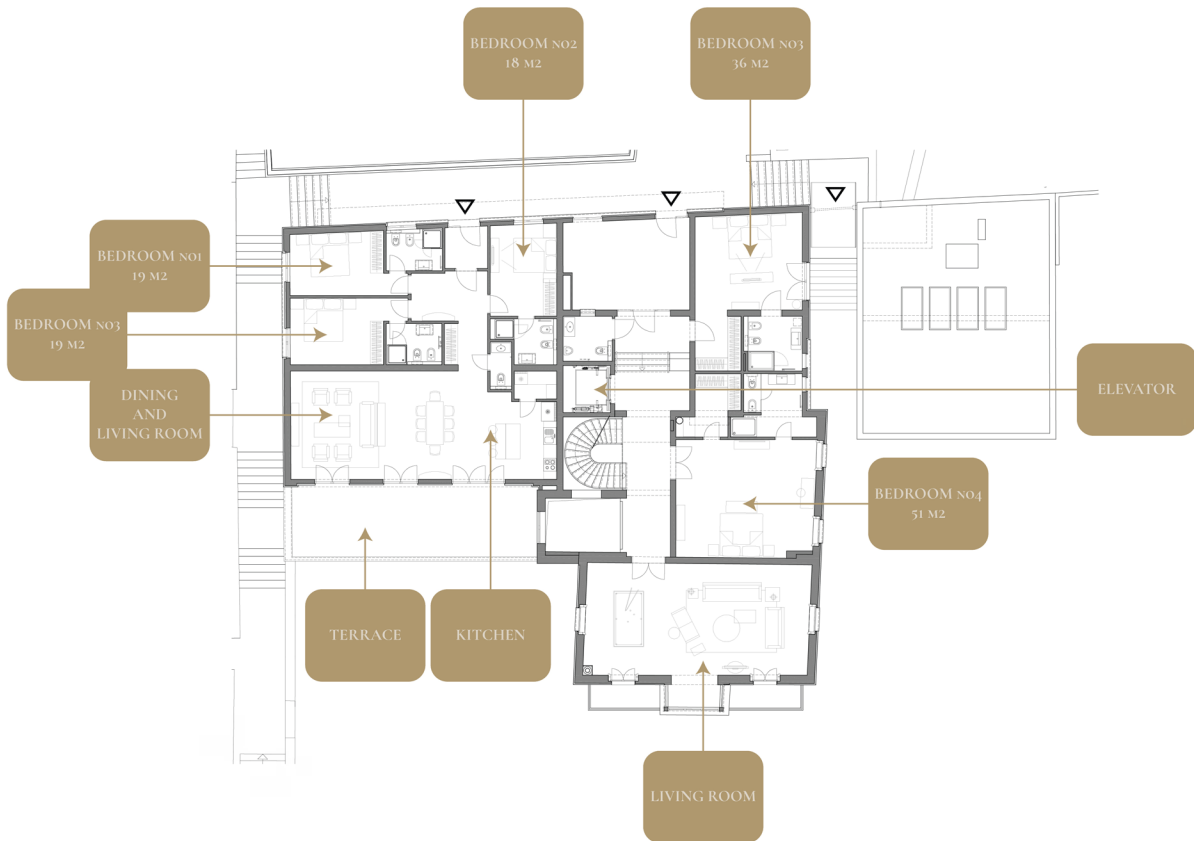 BEDROOM NO2
18 M2
BEDROOM NO3
36 M2
BEDROOM NO1
19 M2
BEDROOM NO3
19 M2
DINING
AND
LIVING ROOM
ELEVATOR
BEDROOM NO4
51 M2
TERRACE
KITCHEN
LIVING ROOM